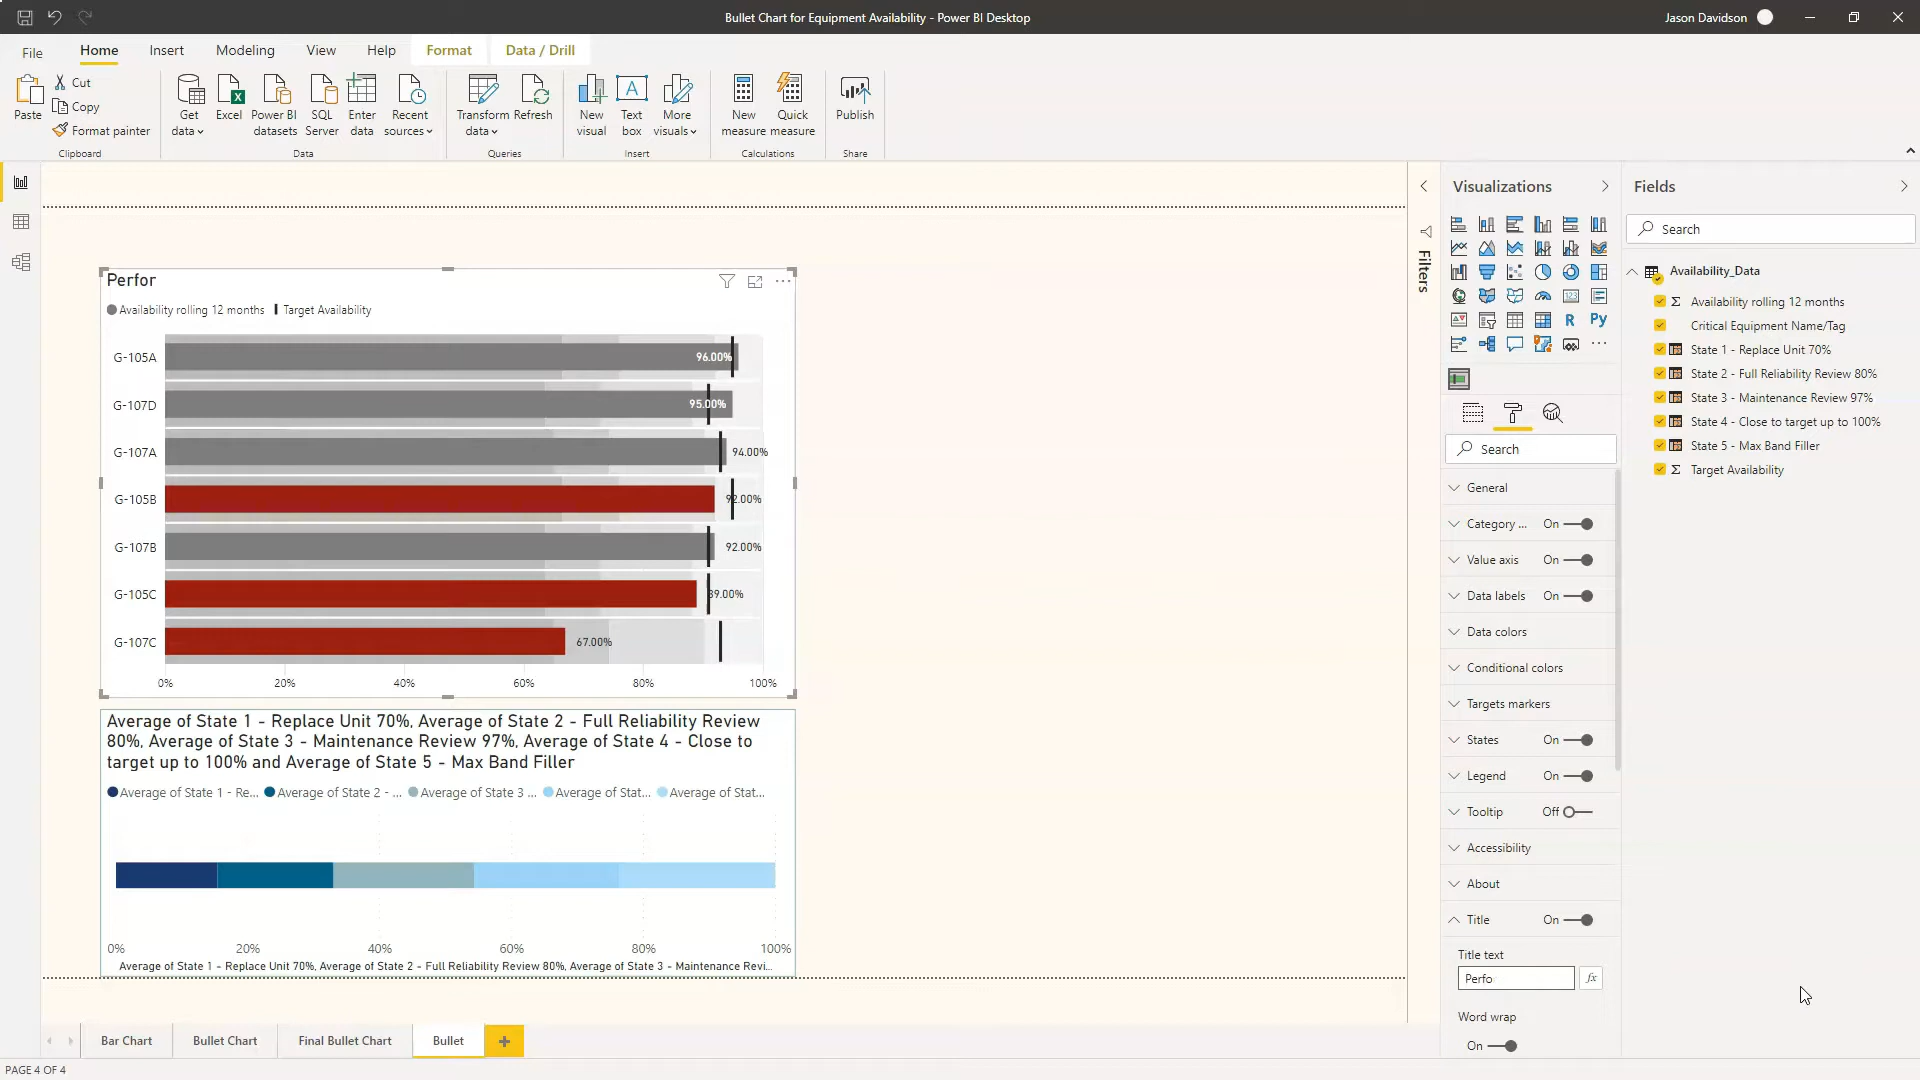 Bullet Chart for Equipment Availability - Power BI Desktop
Jason Davidson
File
Home
Insert
Modeling
View
Help
Format
Data / Drill
Paste
Cut
Copy
Format painter
Clipboard
Get data
Excel
Power BI datasets
SQL Server
Enter data
Recent sources
Data
Transform data
Refresh
Queries
New visual
Text box
More visuals
Insert
New measure
Quick measure
Calculations
Publish
Share
Perfor
Availability rolling 12 months
Target Availability
G-105A 96.00%
G-107D 95.00%
G-107A 94.00%
G-105B 92.00%
G-107B 92.00%
G-105C 89.00%
G-107C 67.00%
0% 20% 40% 60% 80% 100%
Average of State 1 - Replace Unit 70%, Average of State 2 - Full Reliability Review
80%, Average of State 3 - Maintenance Review 97%, Average of State 4 - Close to
target up to 100% and Average of State 5 - Max Band Filler
Average of State 1 - Re... Average of State 2 - ... Average of State 3 ... Average of Stat... Average of Stat...
0% 20% 40% 60% 80% 100%
Average of State 1 - Replace Unit 70%, Average of State 2 - Full Reliability Review 80%, Average of State 3 - Maintenance Revi...
Filters
Visualizations
R
Py
123
Search
General
Category ... On
Value axis On
Data labels On
Data colors
Conditional colors
Targets markers
States On
Legend On
Tooltip Off
Accessibility
About
Title On
Title text
Perfo
fx
Word wrap
On
Fields
Search
Availability_Data
Availability rolling 12 months
Critical Equipment Name/Tag
State 1 - Replace Unit 70%
State 2 - Full Reliability Review 80%
State 3 - Maintenance Review 97%
State 4 - Close to target up to 100%
State 5 - Max Band Filler
Target Availability
Bar Chart
Bullet Chart
Final Bullet Chart
Bullet
PAGE 4 OF 4